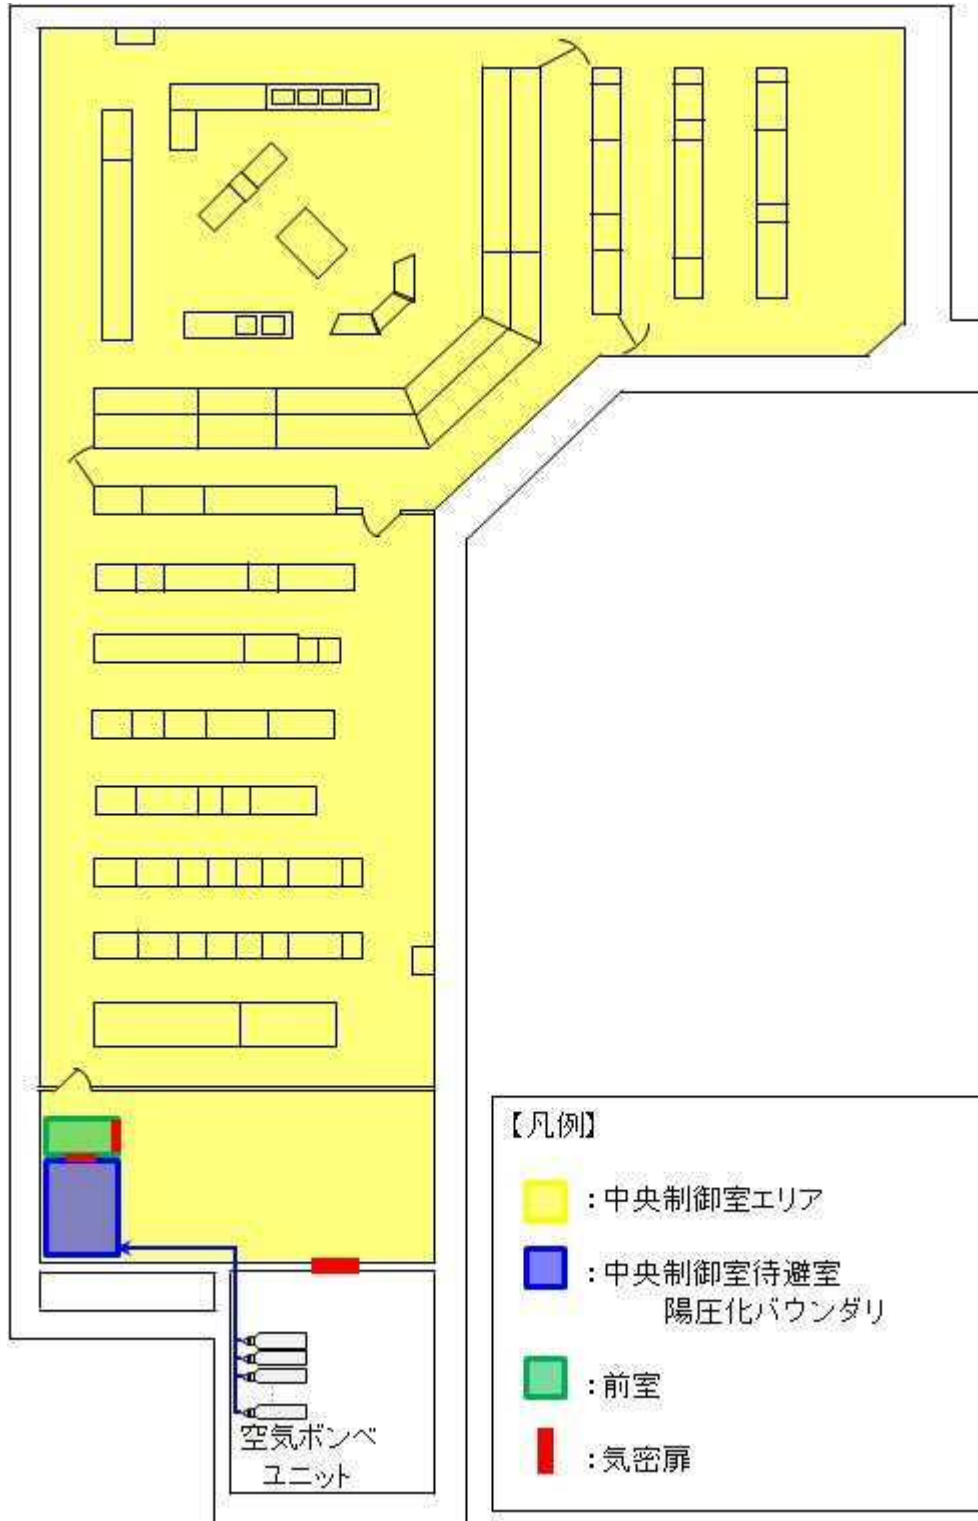 【凡例】
：中央制御室エリア
：中央制御室待避室
陽圧化バウンダリ
：前室
：気密扉
空気ボンベ
ユニット